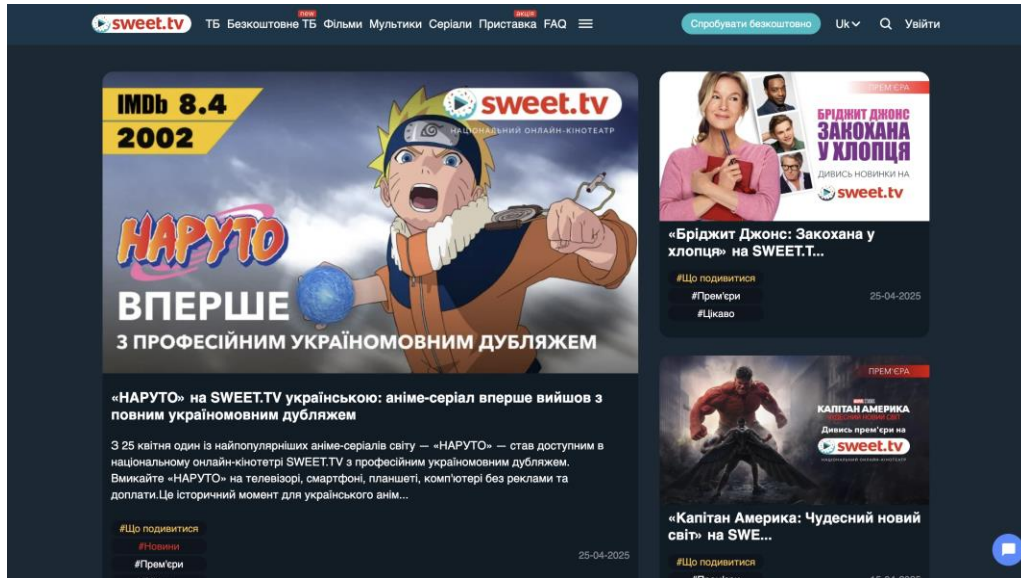 sweet.tv
ТБ Безкоштовне ТБ Фільми Мультики Серіали Приставка FAQ
new
акція
Спробувати безкоштовно
Uk
Увійти
IMDb 8.4
2002
sweet.tv
НАЦІОНАЛЬНИЙ ОНЛАЙН-КІНОТЕАТР
НАРУТО
ВПЕРШЕ
З ПРОФЕСІЙНИМ УКРАЇНОМОВНИМ ДУБЛЯЖЕМ
«НАРУТО» на SWEET.TV українською: аніме-серіал вперше вийшов з
повним україномовним дубляжем
З 25 квітня один із найпопулярніших аніме-серіалів світу — «НАРУТО» — став доступним в
національному онлайн-кінотетрі SWEET.TV з професійним україномовним дубляжем.
Вмикайте «НАРУТО» на телевізорі, смартфоні, планшеті, комп'ютері без реклами та
доплати.Це історичний момент для українського анім...
#Що подивитися
#Новини
#Прем'єри
25-04-2025
ПРЕМ'ЄРА
БРІДЖИТ ДЖОНС
ЗАКОХАНА
У ХЛОПЦЯ
ДИВИСЬ НОВИНКИ НА
sweet.tv
«Бріджит Джонс: Закохана у
хлопця» на SWEET.T...
#Що подивитися
#Прем'єри
#Цікаво
25-04-2025
ПРЕМ'ЄРА
КАПІТАН АМЕРИКА
ЧУДЕСНИЙ НОВИЙ СВІТ
Дивись прем'єри на
sweet.tv
НАЦІОНАЛЬНИЙ ОНЛАЙН-КІНОТЕАТР
«Капітан Америка: Чудесний новий
світ» на SWE...
#Що подивитися